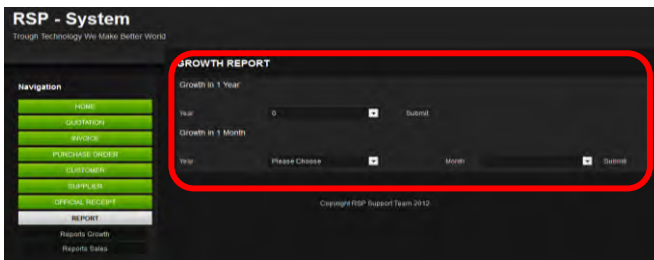 RSP - System
Trough Technology We Make Better World
GROWTH REPORT
Growth in 1 Year
Year 0 Submit
Growth in 1 Month
Year Please Choose Month Submit
Navigation
HOME
QUOTATION
INVOICE
PURCHASE ORDER
CUSTOMER
SUPPLIER
OFFICIAL RECEIPT
REPORT
Reports Growth
Reports Sales
Copyright RSP Support Team 2012